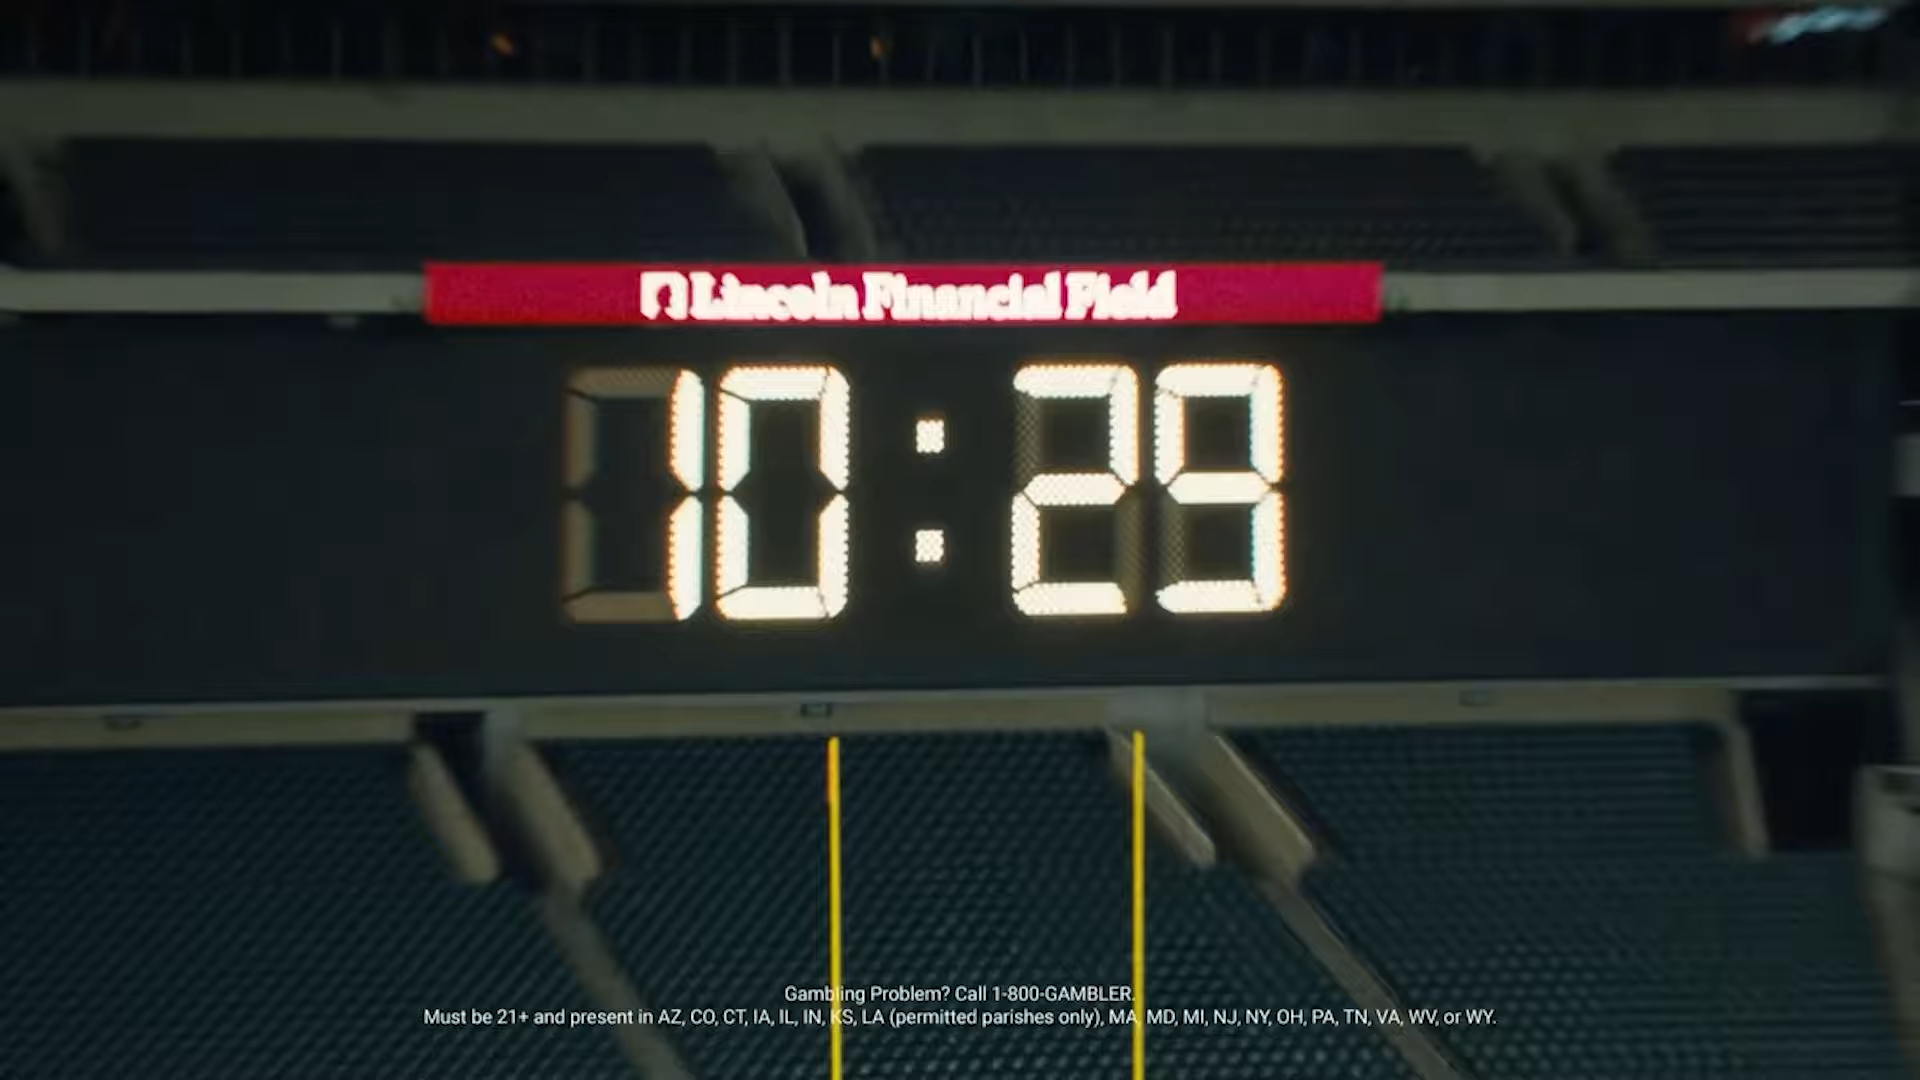 Lincoln Financial Field
10:29
Gambling Problem? Call 1-800-GAMBLER.
Must be 21+ and present in AZ, CO, CT, IA, IL, IN, KS, LA (permitted parishes only), MA, MD, MI, NJ, NY, OH, PA, TN, VA, WV, or WY.